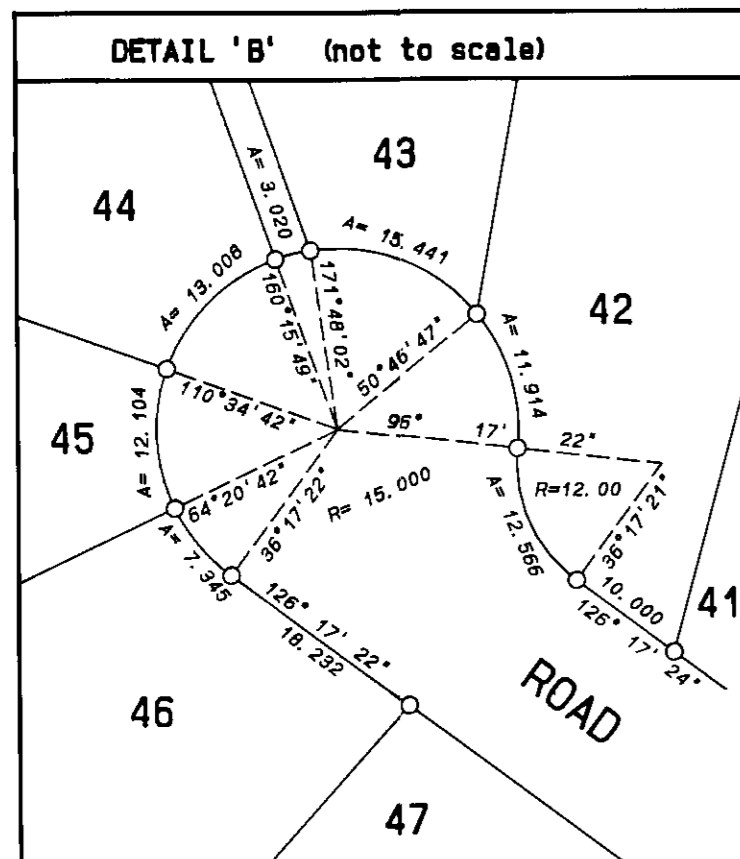 DETAIL 'B' (not to scale)
43
44
A= 3.020
A= 15.441
A= 13.008
160°15'49"
171°48'02"
50°46'47"
A= 11.914
42
110°34'42"
96° 17' 22"
45
A= 12.104
64°20'42"
36°17'22"
R= 15.000
R=12.00
36°17'21"
A= 12.566
A= 7.345
126° 17' 22"
18.232
10.000
126° 17' 24"
41
ROAD
46
47